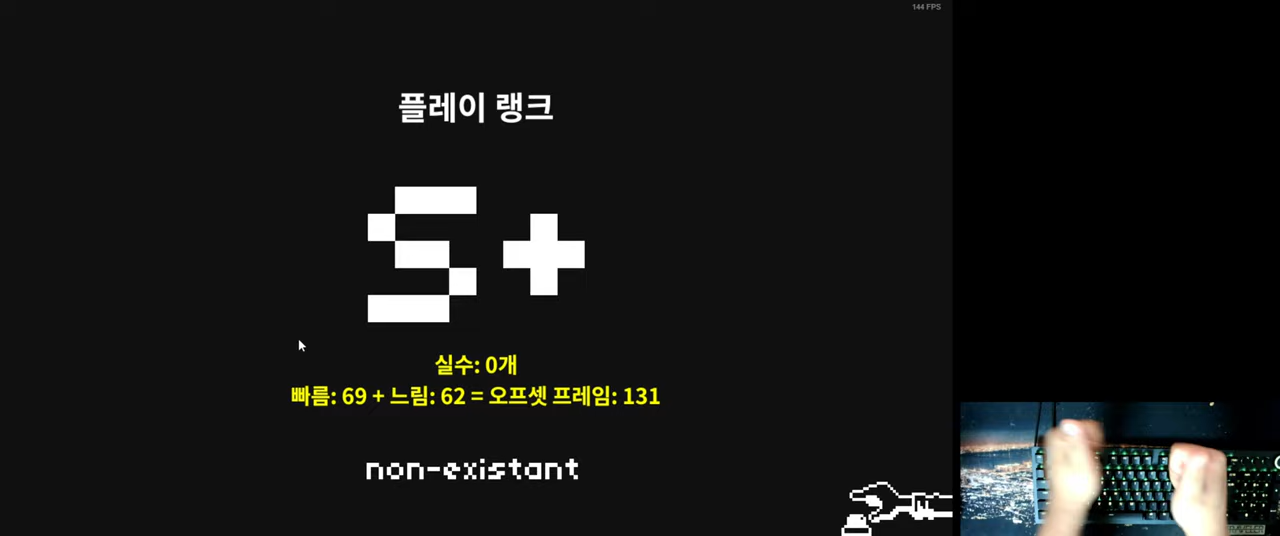 144 FPS
플레이 랭크
S+
실수: 0개
빠름: 69 + 느림: 62 = 오프셋 프레임: 131
non-existant